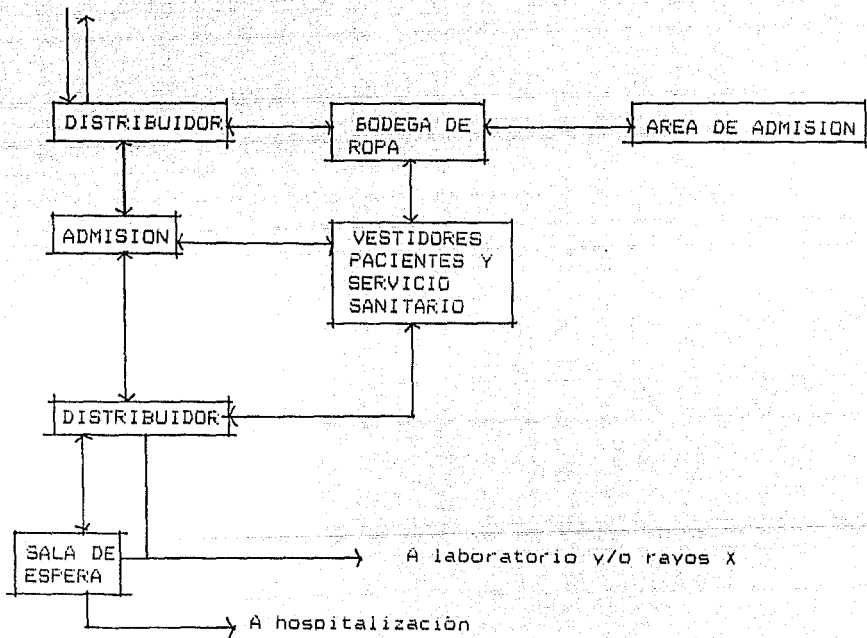 DISTRIBUIDOR
BODEGA DE
ROPA
AREA DE ADMISION
ADMISION
VESTIDORES
PACIENTES Y
SERVICIO
SANITARIO
DISTRIBUIDOR
SALA DE
ESPERA
A laboratorio y/o rayos X
A hospitalización